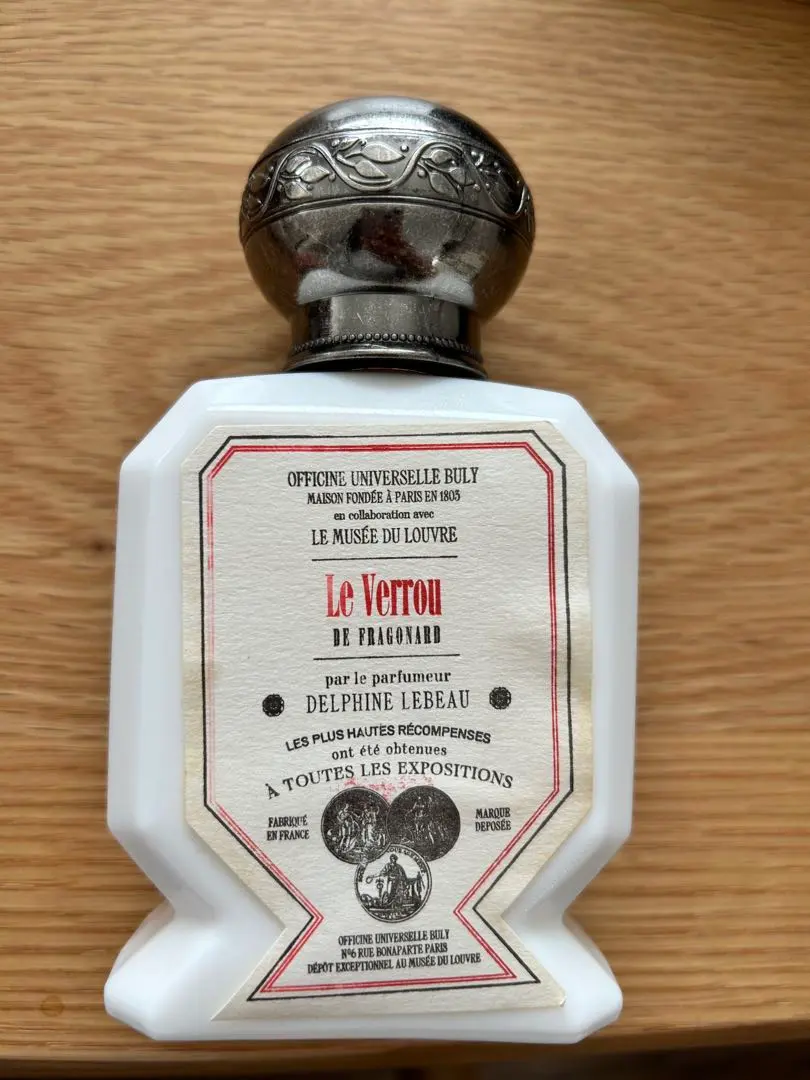 OFFICINE UNIVERSELLE BULY
MAISON FONDÉE À PARIS EN 1803
en collaboration avec
LE MUSÉE DU LOUVRE
Le Verrou
DE FRAGONARD
par le parfumeur
DELPHINE LEBEAU
LES PLUS HAUTES RÉCOMPENSES
ont été obtenues
À TOUTES LES EXPOSITIONS
FABRIQUÉ
EN FRANCE
MARQUE
DEPOSÉE
OFFICINE UNIVERSELLE BULY
Nº6 RUE BONAPARTE PARIS
DÉPÔT EXCEPTIONNEL AU MUSÉE DU LOUVRE